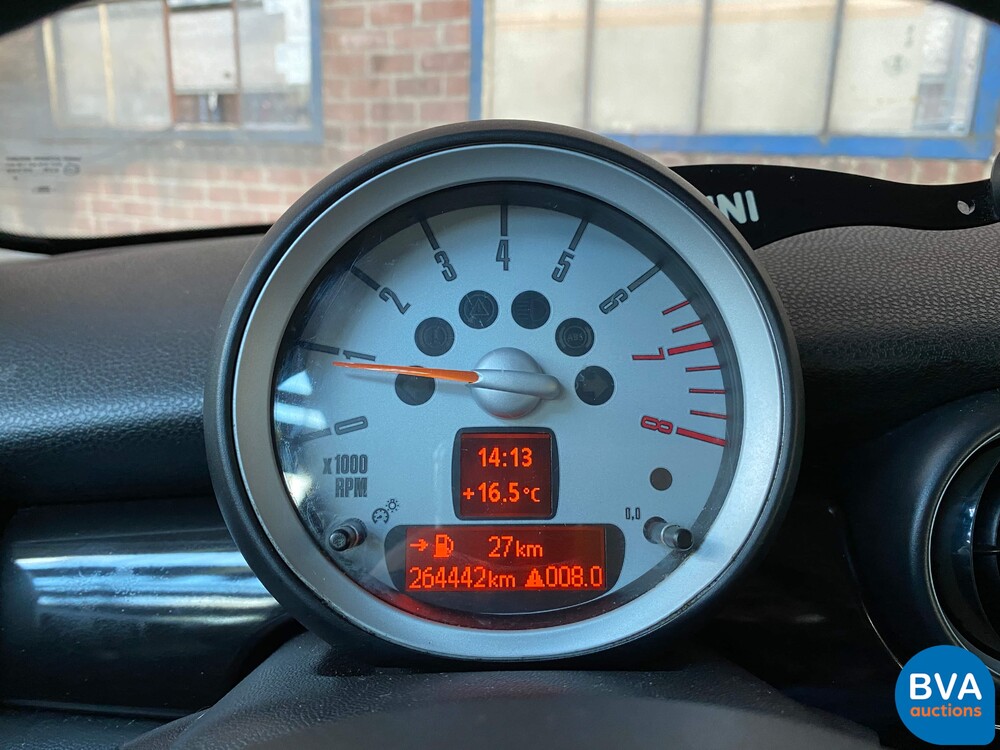 INI
4
3
5
2
6
1
7
0
8
x1000
RPM
14:13
+16.5°C
0,0
→ 27km
264442km 008.0
BVA
auctions